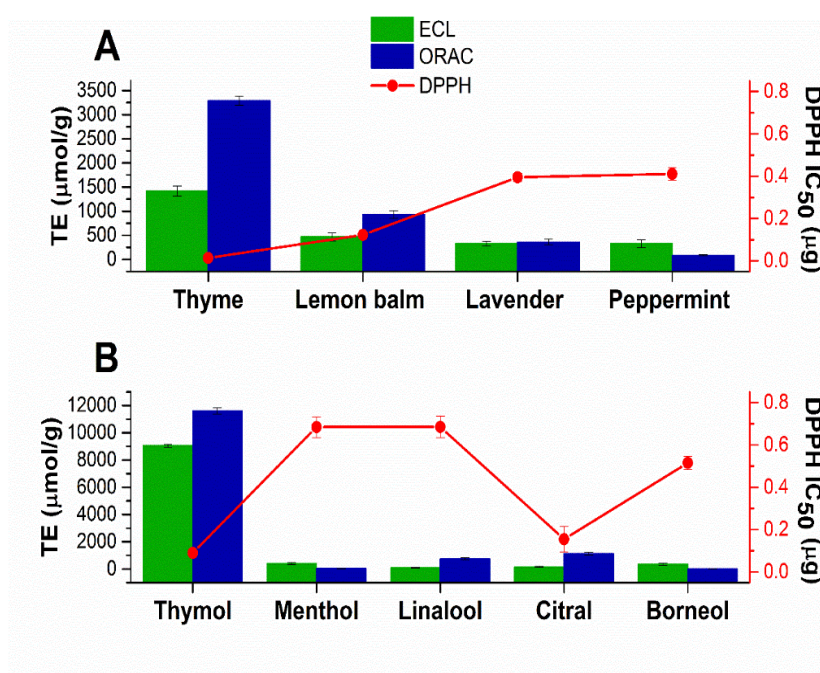 A
ECL
ORAC
DPPH
3500
3000
2500
2000
1500
1000
500
0
TE (μmol/g)
0.8
0.6
0.4
0.2
0.0
DPPH IC50 (μg)
Thyme Lemon balm Lavender Peppermint
B
12000
10000
8000
6000
4000
2000
0
TE (μmol/g)
0.8
0.6
0.4
0.2
0.0
DPPH IC50 (μg)
Thymol Menthol Linalool Citral Borneol